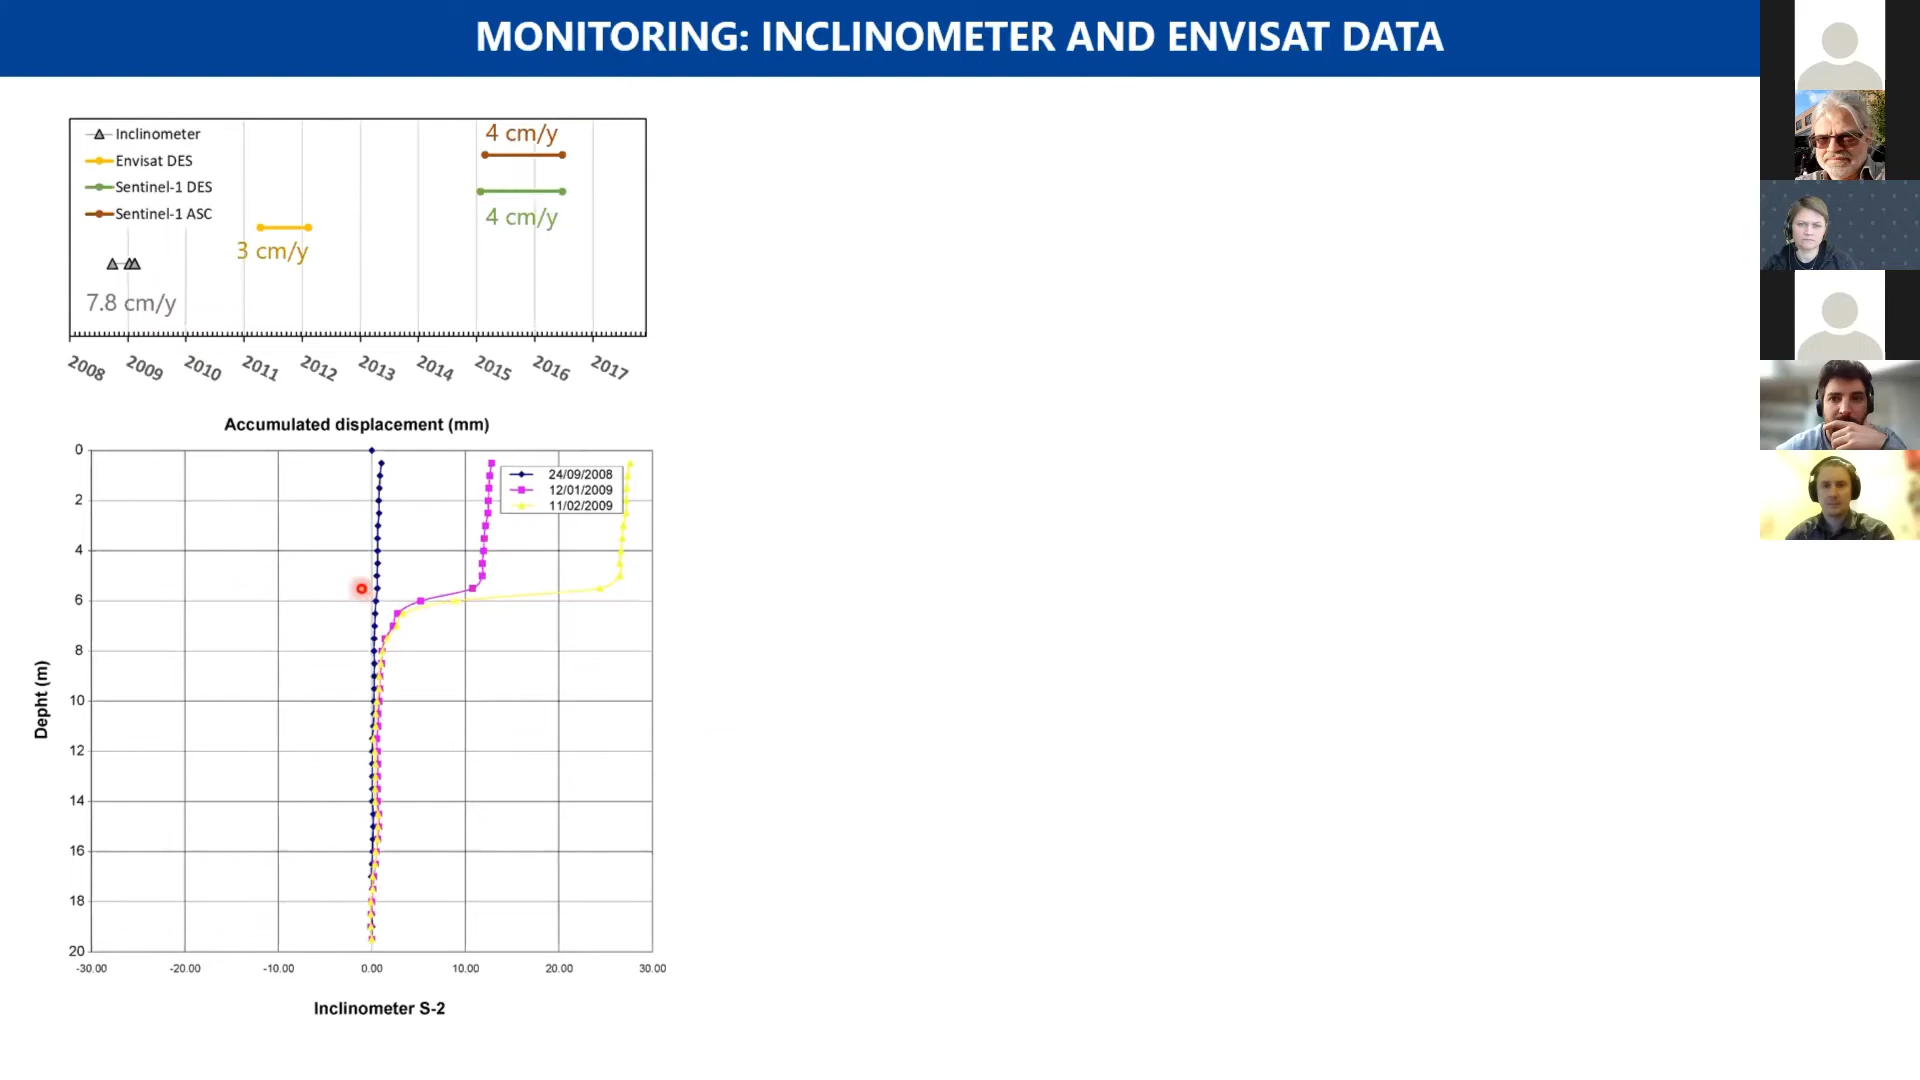 MONITORING: INCLINOMETER AND ENVISAT DATA
Inclinometer
Envisat DES
Sentinel-1 DES
Sentinel-1 ASC
4 cm/y
4 cm/y
3 cm/y
7.8 cm/y
2008 2009 2010 2011 2012 2013 2014 2015 2016 2017
Accumulated displacement (mm)
24/09/2008
12/01/2009
11/02/2009
0
2
4
6
8
10
12
14
16
18
20
Depht (m)
-30.00 -20.00 -10.00 0.00 10.00 20.00 30.00
Inclinometer S-2